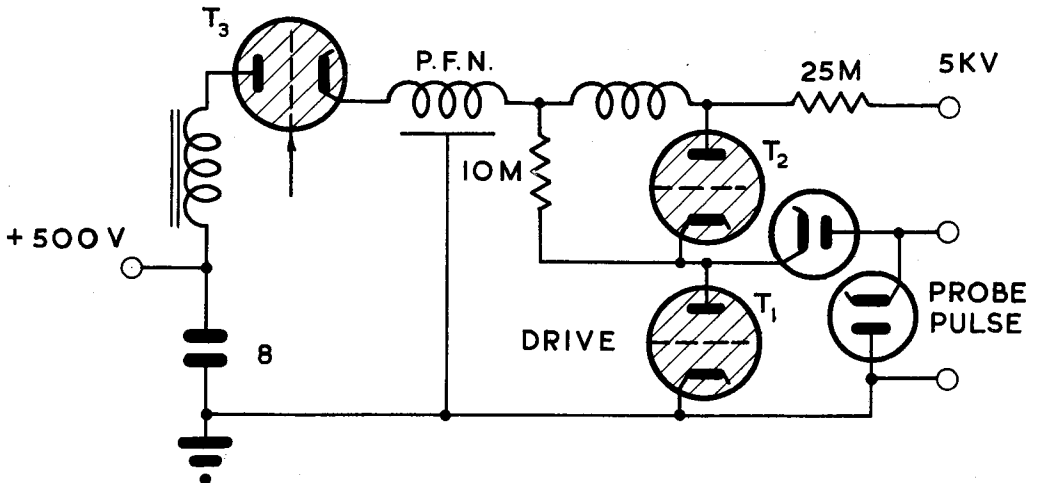 T3
P.F.N.
25M
5KV
10M
T2
+500V
8
DRIVE
T1
PROBE
PULSE